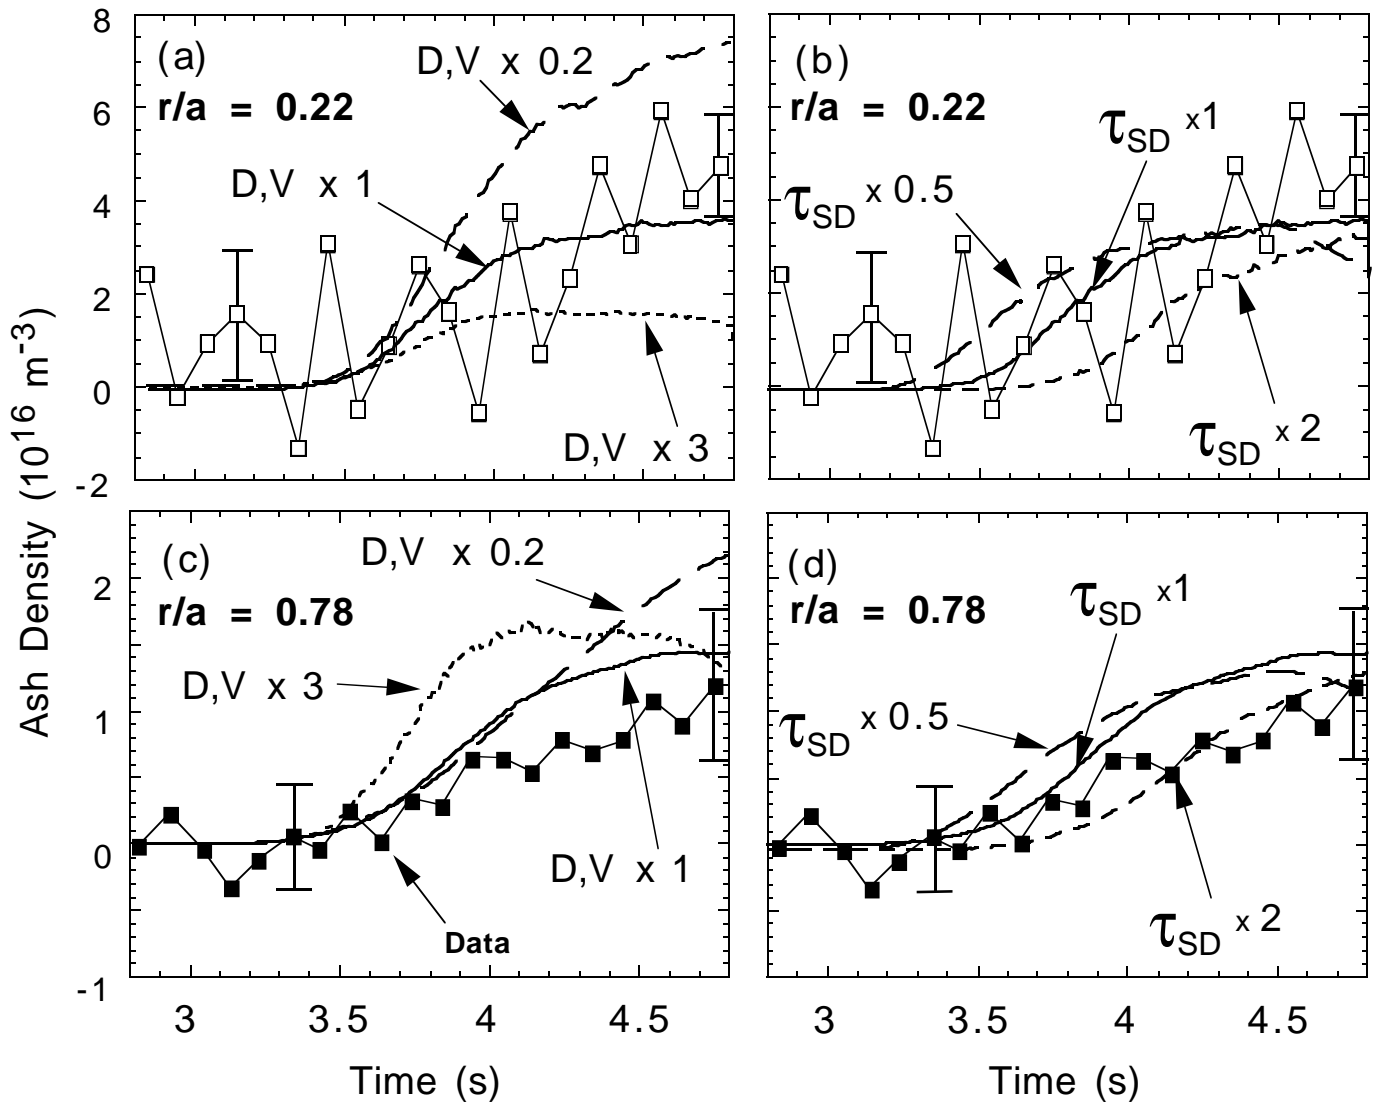 Ash Density (10^16 m^-3)
8
6
4
2
0
-2
(a)
r/a = 0.22
D,V x 0.2
D,V x 1
D,V x 3
(b)
r/a = 0.22
τSD x1
τSD x 0.5
τSD x 2
2
1
0
-1
(c)
r/a = 0.78
D,V x 0.2
D,V x 3
D,V x 1
Data
(d)
r/a = 0.78
τSD x1
τSD x 0.5
τSD x 2
3 3.5 4 4.5
3 3.5 4 4.5
Time (s)
Time (s)